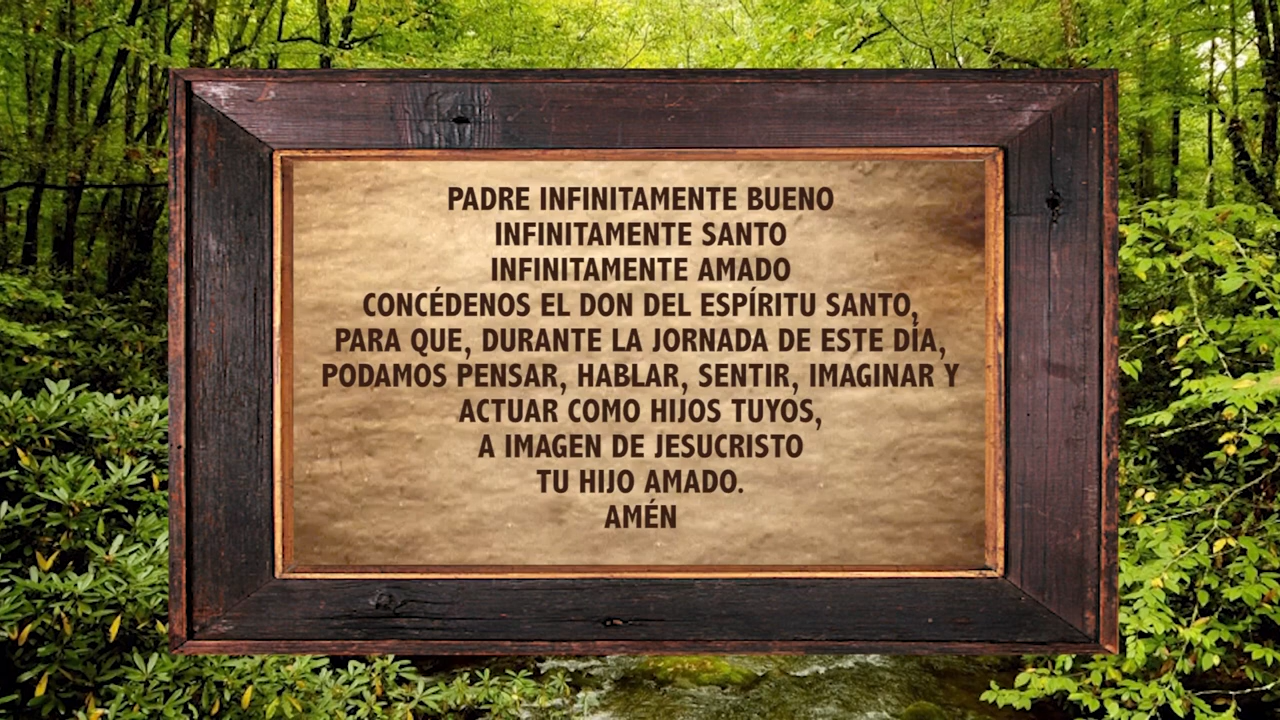 PADRE INFINITAMENTE BUENO
INFINITAMENTE SANTO
INFINITAMENTE AMADO
CONCÉDENOS EL DON DEL ESPÍRITU SANTO,
PARA QUE, DURANTE LA JORNADA DE ESTE DÍA,
PODAMOS PENSAR, HABLAR, SENTIR, IMAGINAR Y
ACTUAR COMO HIJOS TUYOS,
A IMAGEN DE JESUCRISTO
TU HIJO AMADO.
AMÉN